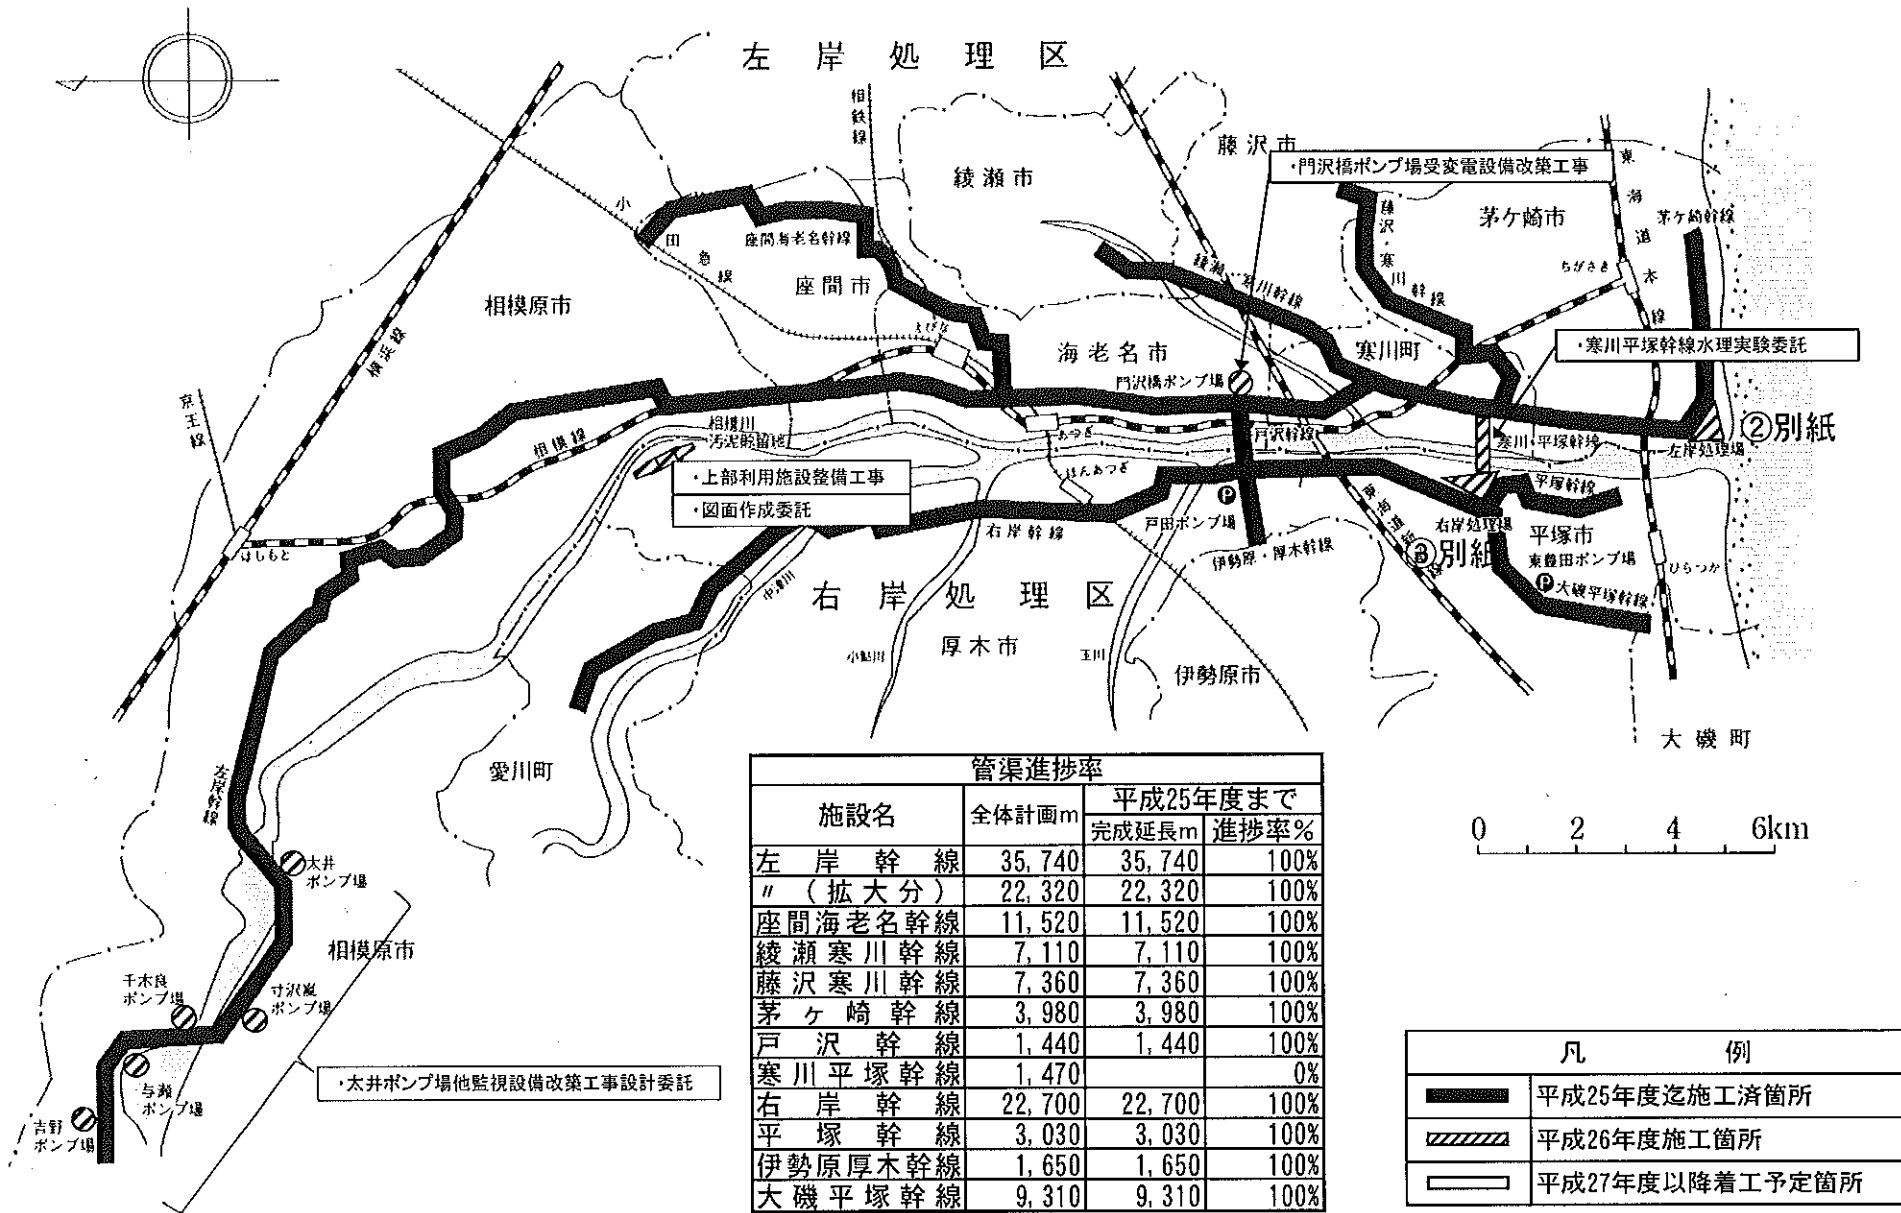 左岸処理区
相鉄線
藤沢市
・門沢橋ポンプ場受変電設備改築工事
綾瀬市
小田急線
座間海老名幹線
座間市
相模原市
横浜線
京王線
東海道本線
茅ケ崎市
茅ケ崎幹線
藤沢・寒川幹線
ちがさき
綾瀬・寒川幹線
えびな
海老名市
寒川町
・寒川平塚幹線水理実験委託
門沢橋ポンプ場
相模線
相模川
汚泥貯留地
あつぎ
戸沢幹線
寒川・平塚幹線
左岸処理場
②別紙
・上部利用施設整備工事
・図面作成委託
ほんあつぎ
平塚幹線
はしもと
右岸幹線
戸田ポンプ場
伊勢原・厚木幹線
右岸処理場
③別紙
平塚市
東豊田ポンプ場
大磯平塚幹線
ひらつか
中津川
右岸処理区
小鮎川
厚木市
玉川
伊勢原市
大磯町
愛川町
左岸幹線
0 2 4 6km
大井
ポンプ場
相模原市
千木良
ポンプ場
寸沢嵐
ポンプ場
与瀬
ポンプ場
吉野
ポンプ場
・大井ポンプ場他監視設備改築工事設計委託
管渠進捗率
施設名 全体計画m 平成25年度まで
完成延長m 進捗率%
左岸幹線 35,740 35,740 100%
〃（拡大分） 22,320 22,320 100%
座間海老名幹線 11,520 11,520 100%
綾瀬寒川幹線 7,110 7,110 100%
藤沢寒川幹線 7,360 7,360 100%
茅ヶ崎幹線 3,980 3,980 100%
戸沢幹線 1,440 1,440 100%
寒川平塚幹線 1,470 0%
右岸幹線 22,700 22,700 100%
平塚幹線 3,030 3,030 100%
伊勢原厚木幹線 1,650 1,650 100%
大磯平塚幹線 9,310 9,310 100%
凡例
平成25年度迄施工済箇所
平成26年度施工箇所
平成27年度以降着工予定箇所